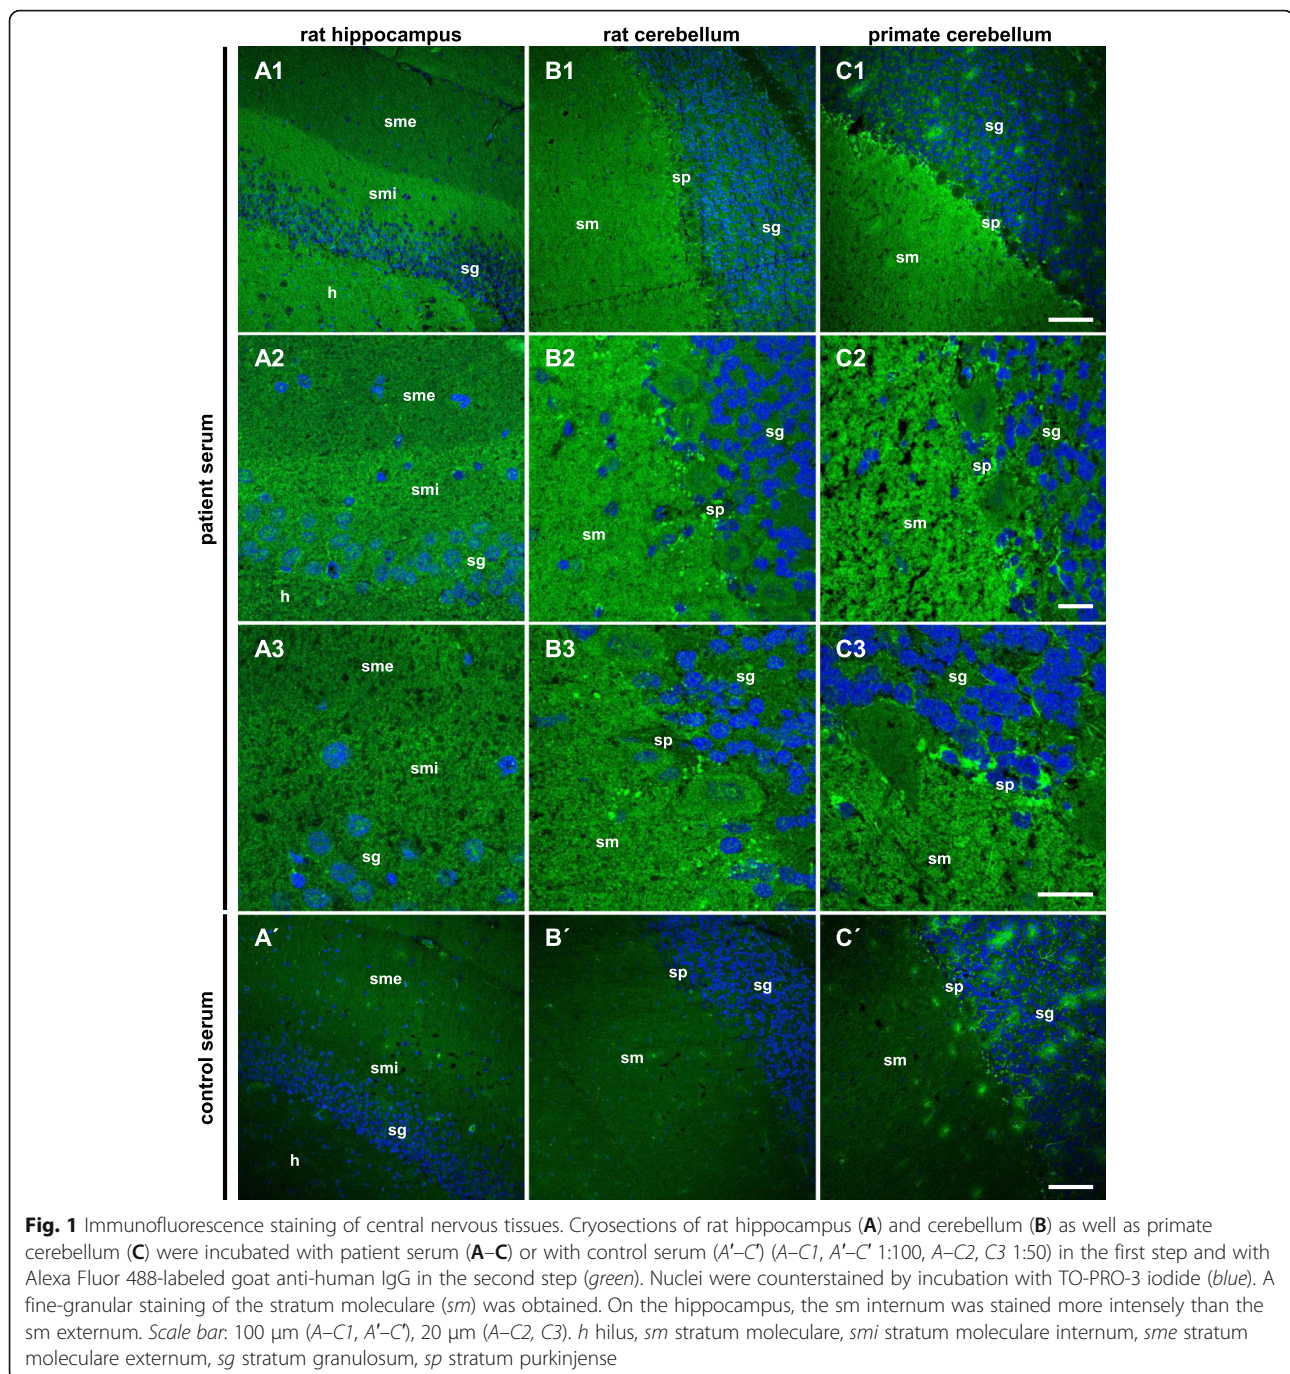 rat hippocampus rat cerebellum primate cerebellum
A1 B1 C1
sme sp sg
smi sm sp
sg sg sm
h
A2 B2 C2
sme sg sg
smi sp sp
sg sm sm
h
A3 B3 C3
sme sg sg
smi sp sp
sg sm sm
patient serum
A´ B´ C´
sme sp sp
smi sg sg
sg sm sm
h
control serum
Fig. 1 Immunofluorescence staining of central nervous tissues. Cryosections of rat hippocampus (A) and cerebellum (B) as well as primate
cerebellum (C) were incubated with patient serum (A–C) or with control serum (A′–C′) (A–C1, A′–C′ 1:100, A–C2, C3 1:50) in the first step and with
Alexa Fluor 488-labeled goat anti-human IgG in the second step (green). Nuclei were counterstained by incubation with TO-PRO-3 iodide (blue). A
fine-granular staining of the stratum moleculare (sm) was obtained. On the hippocampus, the sm internum was stained more intensely than the
sm externum. Scale bar: 100 μm (A–C1, A′–C′), 20 μm (A–C2, C3). h hilus, sm stratum moleculare, smi stratum moleculare internum, sme stratum
moleculare externum, sg stratum granulosum, sp stratum purkinjense